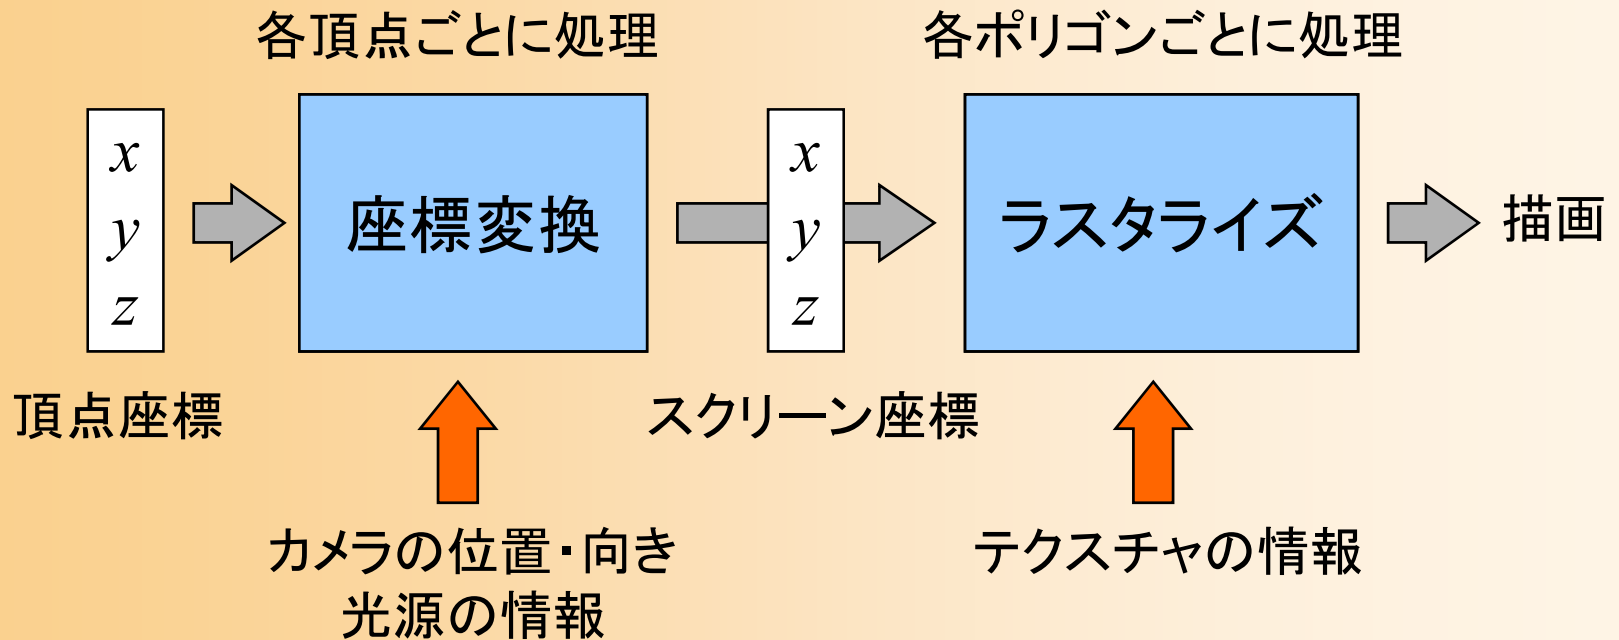 各頂点ごとに処理
各ポリゴンごとに処理
x
y
z
座標変換
x
y
z
ラスタライズ
描画
頂点座標
スクリーン座標
カメラの位置・向き
光源の情報
テクスチャの情報